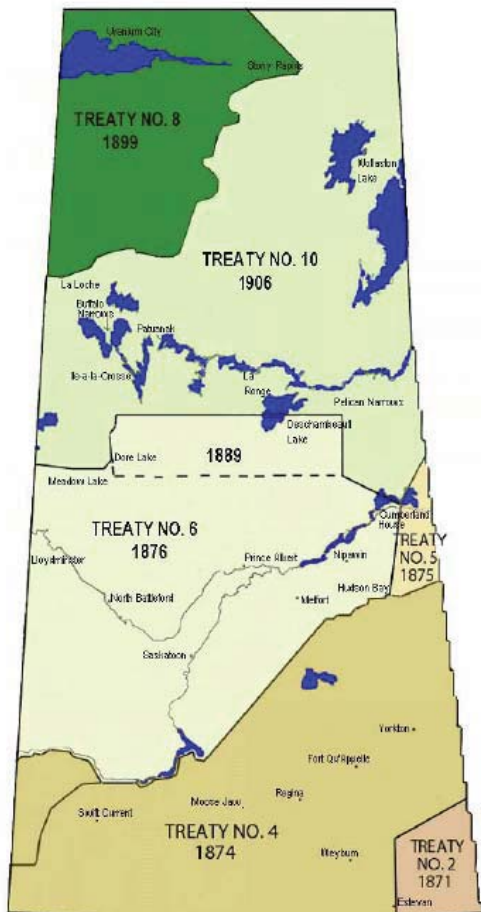 Uranium City
Stony Rapids
TREATY NO. 8
1899
Wollaston
Lake
TREATY NO. 10
1906
La Loche
Buffalo
Narrows
Patuanak
Ile-a-la-Crosse
La
Ronge
Pelican Narrows
Deschambeault
Lake
1889
Dore Lake
Meadow Lake
Cumberland
House
TREATY NO. 6
1876
TREATY
NO. 5
1875
Lloydminster
Prince Albert
Nipawin
Hudson Bay
North Battleford
Melfort
Saskatoon
Yorkton
Fort Qu'Appelle
Regina
Moose Jaw
Swift Current
TREATY NO. 4
1874
Weyburn
TREATY
NO. 2
1871
Estevan